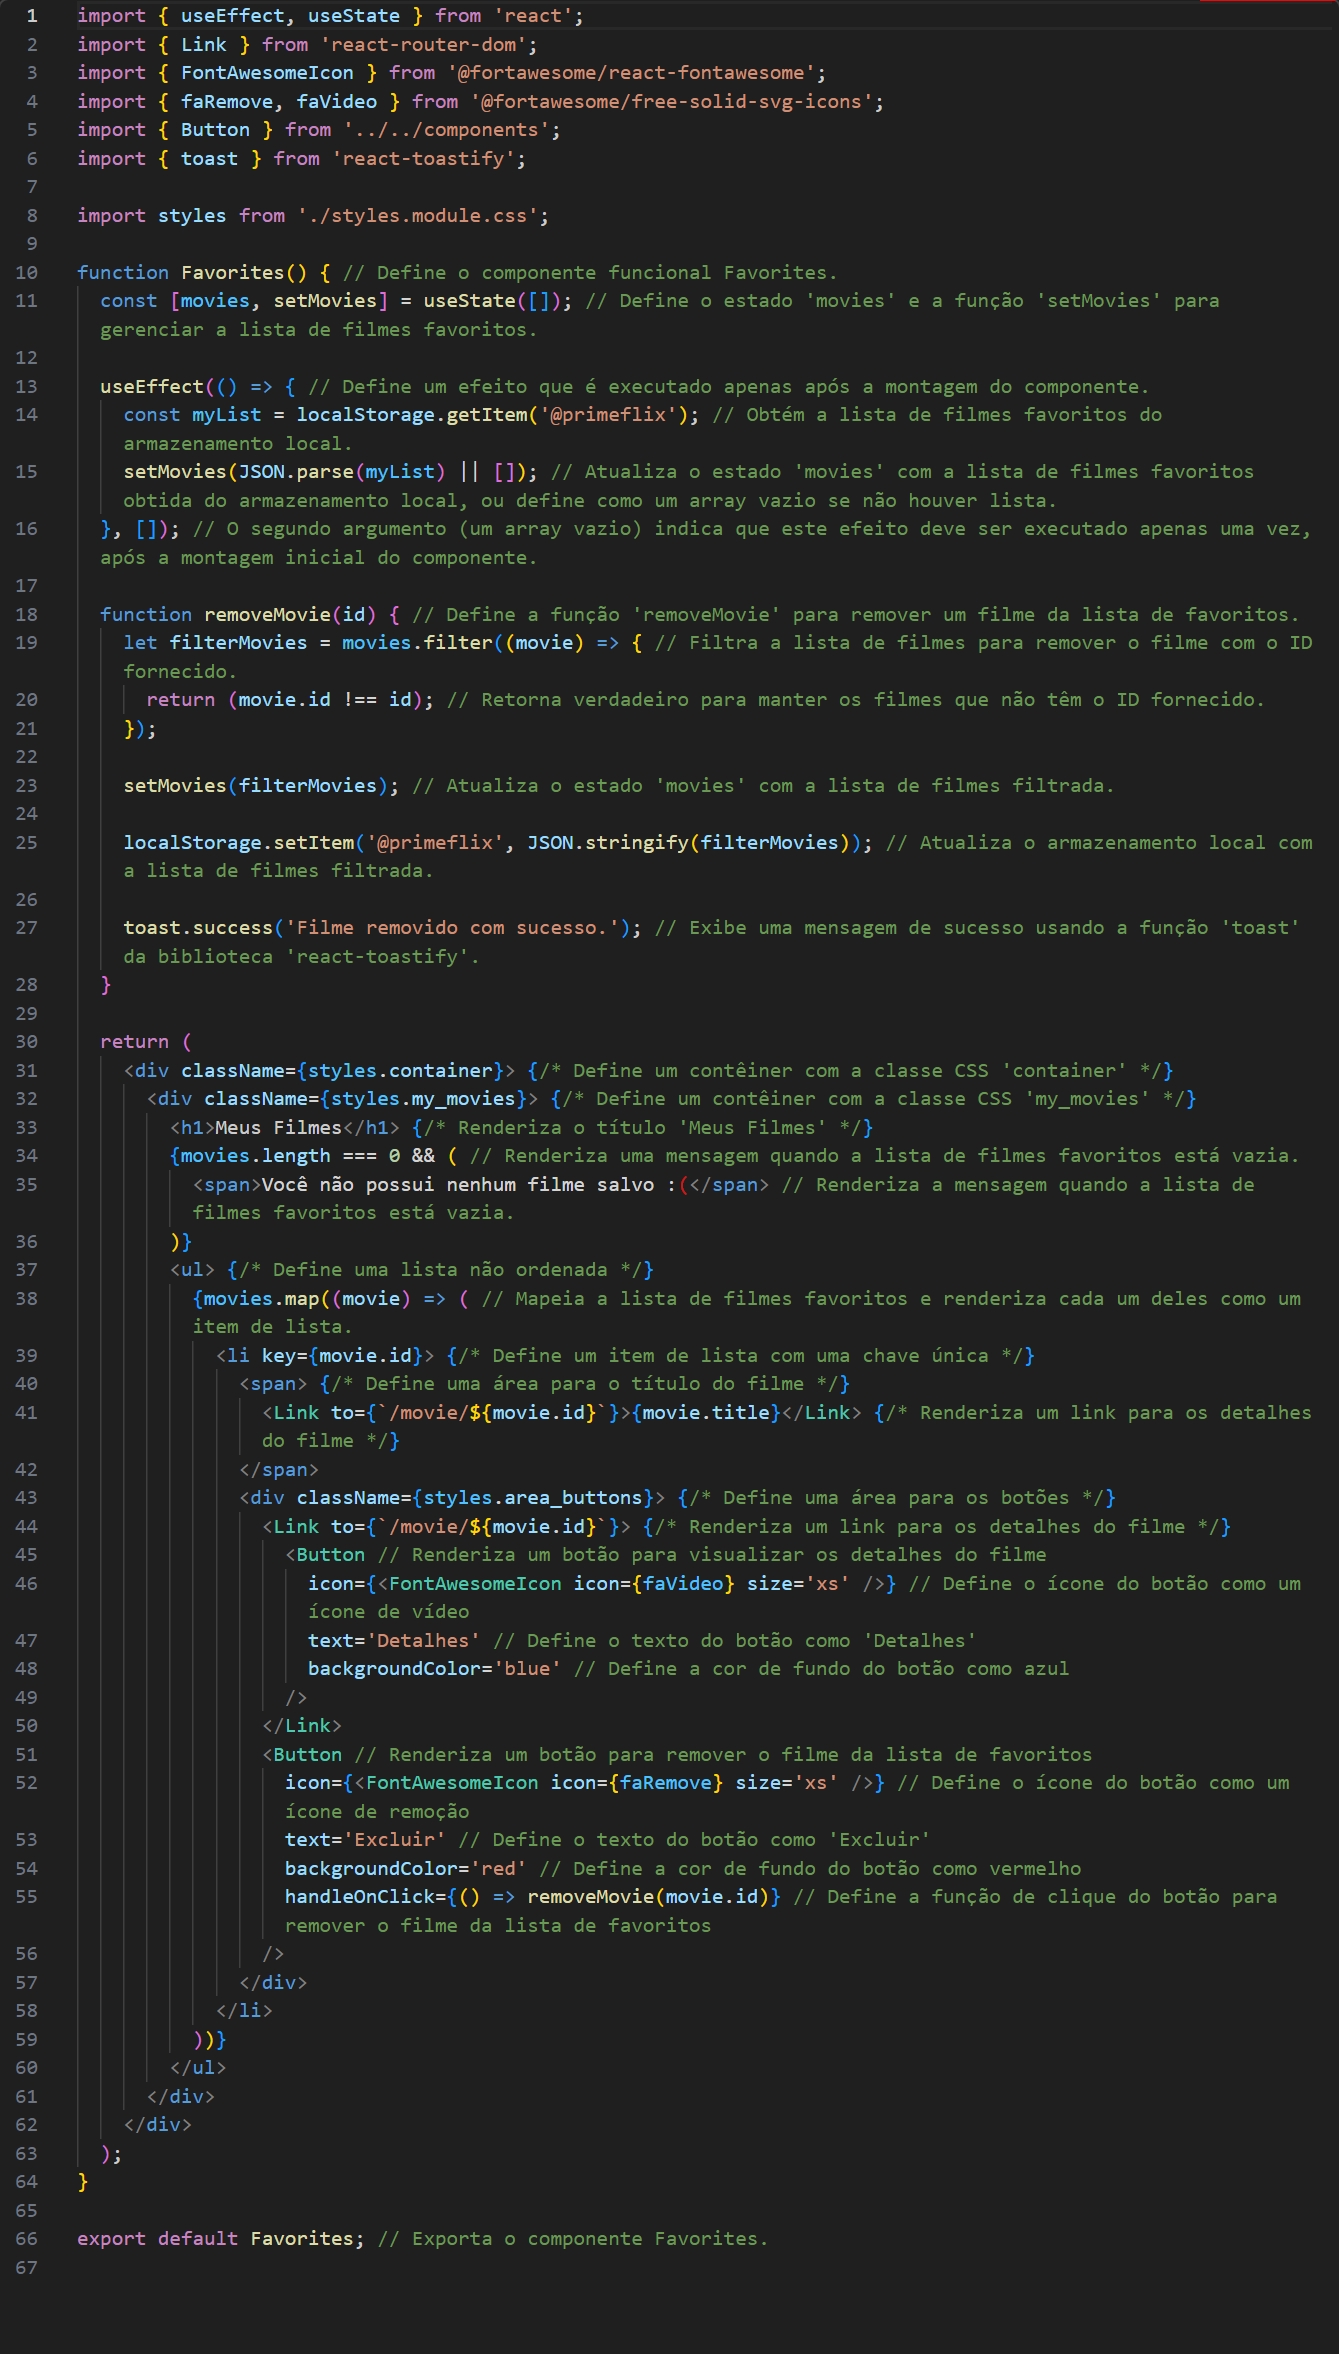 1 import { useEffect, useState } from 'react';
2 import { Link } from 'react-router-dom';
3 import { FontAwesomeIcon } from '@fortawesome/react-fontawesome';
4 import { faRemove, faVideo } from '@fortawesome/free-solid-svg-icons';
5 import { Button } from '../../components';
6 import { toast } from 'react-toastify';
7
8 import styles from './styles.module.css';
9
10 function Favorites() { // Define o componente funcional Favorites.
11 const [movies, setMovies] = useState([]); // Define o estado 'movies' e a função 'setMovies' para
gerenciar a lista de filmes favoritos.
12
13 useEffect(() => { // Define um efeito que é executado apenas após a montagem do componente.
14 const myList = localStorage.getItem('@primeflix'); // Obtém a lista de filmes favoritos do
armazenamento local.
15 setMovies(JSON.parse(myList) || []); // Atualiza o estado 'movies' com a lista de filmes favoritos
obtida do armazenamento local, ou define como um array vazio se não houver lista.
16 }, []); // O segundo argumento (um array vazio) indica que este efeito deve ser executado apenas uma vez,
após a montagem inicial do componente.
17
18 function removeMovie(id) { // Define a função 'removeMovie' para remover um filme da lista de favoritos.
19 let filterMovies = movies.filter((movie) => { // Filtra a lista de filmes para remover o filme com o ID
fornecido.
20 return (movie.id !== id); // Retorna verdadeiro para manter os filmes que não têm o ID fornecido.
21 });
22
23 setMovies(filterMovies); // Atualiza o estado 'movies' com a lista de filmes filtrada.
24
25 localStorage.setItem('@primeflix', JSON.stringify(filterMovies)); // Atualiza o armazenamento local com
a lista de filmes filtrada.
26
27 toast.success('Filme removido com sucesso.'); // Exibe uma mensagem de sucesso usando a função 'toast'
da biblioteca 'react-toastify'.
28 }
29
30 return (
31 <div className={styles.container}> {/* Define um contêiner com a classe CSS 'container' */}
32 <div className={styles.my_movies}> {/* Define um contêiner com a classe CSS 'my_movies' */}
33 <h1>Meus Filmes</h1> {/* Renderiza o título 'Meus Filmes' */}
34 {movies.length === 0 && ( // Renderiza uma mensagem quando a lista de filmes favoritos está vazia.
35 <span>Você não possui nenhum filme salvo :(</span> // Renderiza a mensagem quando a lista de
filmes favoritos está vazia.
36 )}
37 <ul> {/* Define uma lista não ordenada */}
38 {movies.map((movie) => ( // Mapeia a lista de filmes favoritos e renderiza cada um deles como um
item de lista.
39 <li key={movie.id}> {/* Define um item de lista com uma chave única */}
40 <span> {/* Define uma área para o título do filme */}
41 <Link to={`/movie/${movie.id}`}>{movie.title}</Link> {/* Renderiza um link para os detalhes
do filme */}
42 </span>
43 <div className={styles.area_buttons}> {/* Define uma área para os botões */}
44 <Link to={`/movie/${movie.id}`}> {/* Renderiza um link para os detalhes do filme */}
45 <Button // Renderiza um botão para visualizar os detalhes do filme
46 icon={<FontAwesomeIcon icon={faVideo} size='xs' />} // Define o ícone do botão como um
ícone de vídeo
47 text='Detalhes' // Define o texto do botão como 'Detalhes'
48 backgroundColor='blue' // Define a cor de fundo do botão como azul
49 />
50 </Link>
51 <Button // Renderiza um botão para remover o filme da lista de favoritos
52 icon={<FontAwesomeIcon icon={faRemove} size='xs' />} // Define o ícone do botão como um
ícone de remoção
53 text='Excluir' // Define o texto do botão como 'Excluir'
54 backgroundColor='red' // Define a cor de fundo do botão como vermelho
55 handleOnClick={() => removeMovie(movie.id)} // Define a função de clique do botão para
remover o filme da lista de favoritos
56 />
57 </div>
58 </li>
59 ))}
60 </ul>
61 </div>
62 </div>
63 );
64 }
65
66 export default Favorites; // Exporta o componente Favorites.
67